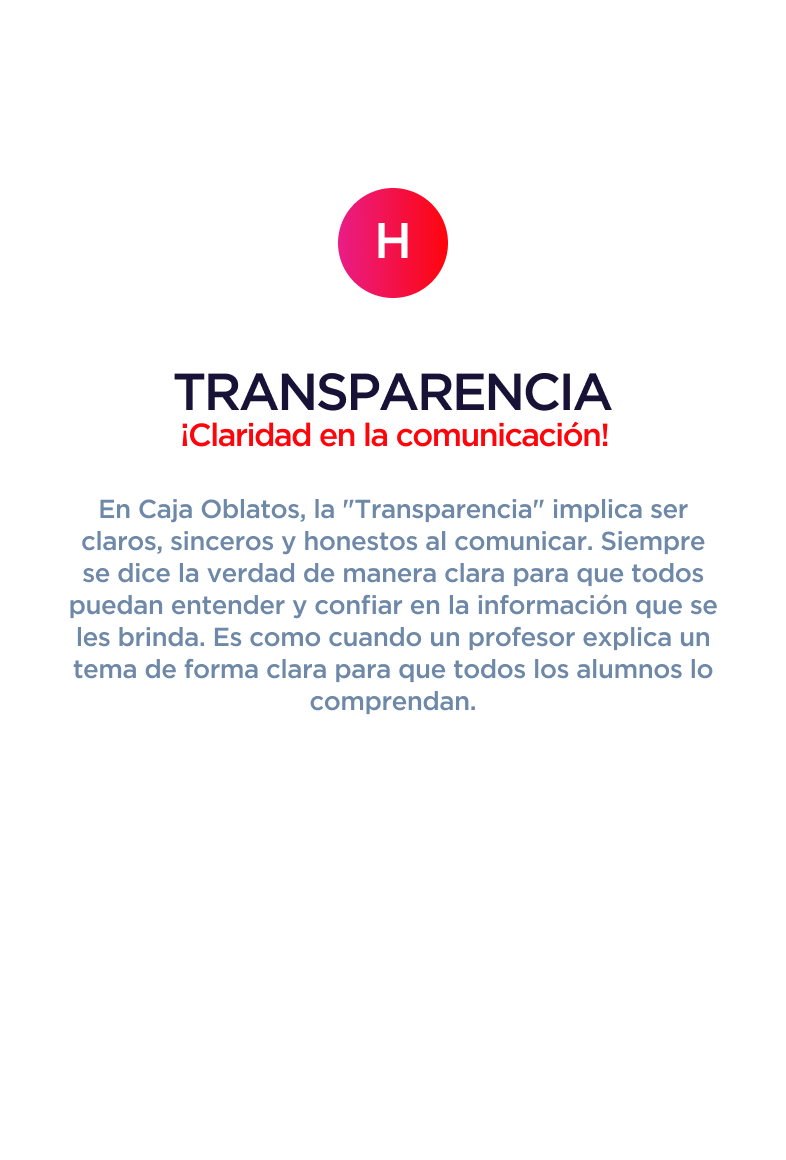 H
TRANSPARENCIA
¡Claridad en la comunicación!
En Caja Oblatos, la "Transparencia" implica ser
claros, sinceros y honestos al comunicar. Siempre
se dice la verdad de manera clara para que todos
puedan entender y confiar en la información que se
les brinda. Es como cuando un profesor explica un
tema de forma clara para que todos los alumnos lo
comprendan.